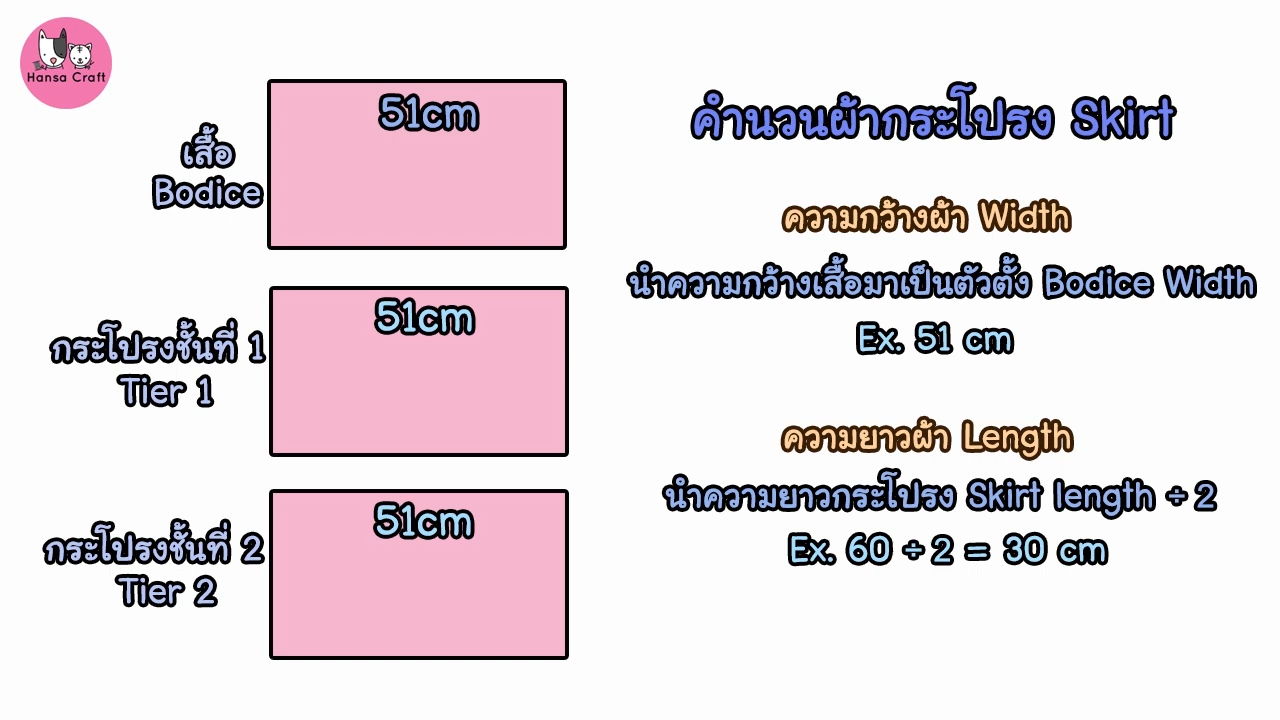 Hansa Craft
51cm
เสื้อ
Bodice
51cm
กระโปรงชั้นที่ 1
Tier 1
51cm
กระโปรงชั้นที่ 2
Tier 2
คำนวนผ้ากระโปรง Skirt
ความกว้างผ้า Width
นำความกว้างเสื้อมาเป็นตัวตั้ง Bodice Width
Ex. 51 cm
ความยาวผ้า Length
นำความยาวกระโปรง Skirt length ÷ 2
Ex. 60 ÷ 2 = 30 cm